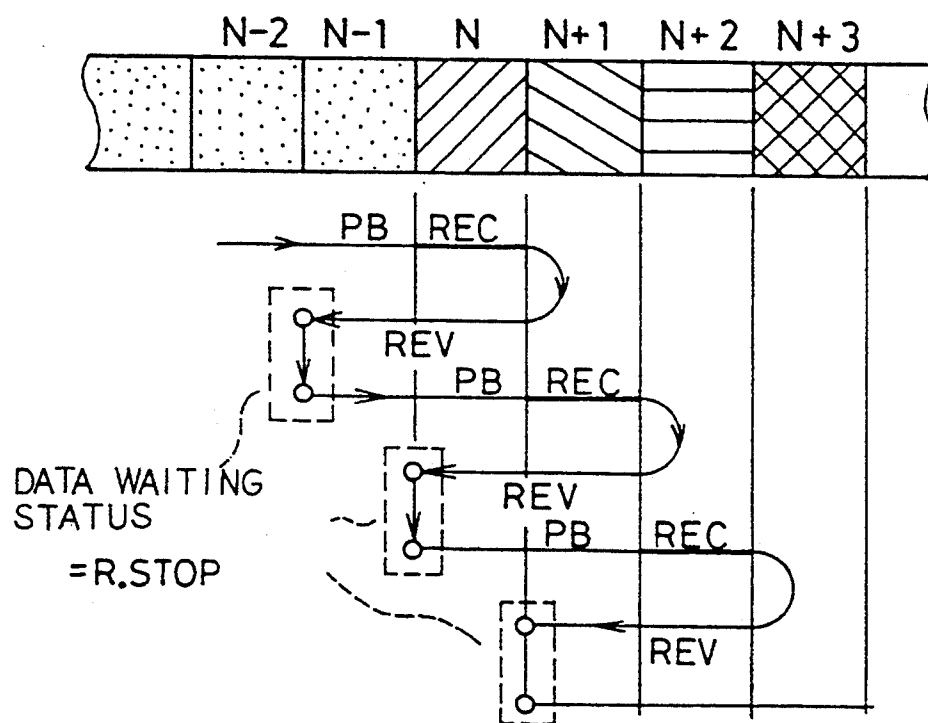 N-2 N-1 N N+1 N+2 N+3
PB REC
REV
PB REC
REV
DATA WAITING
STATUS
=R.STOP
PB REC
REV